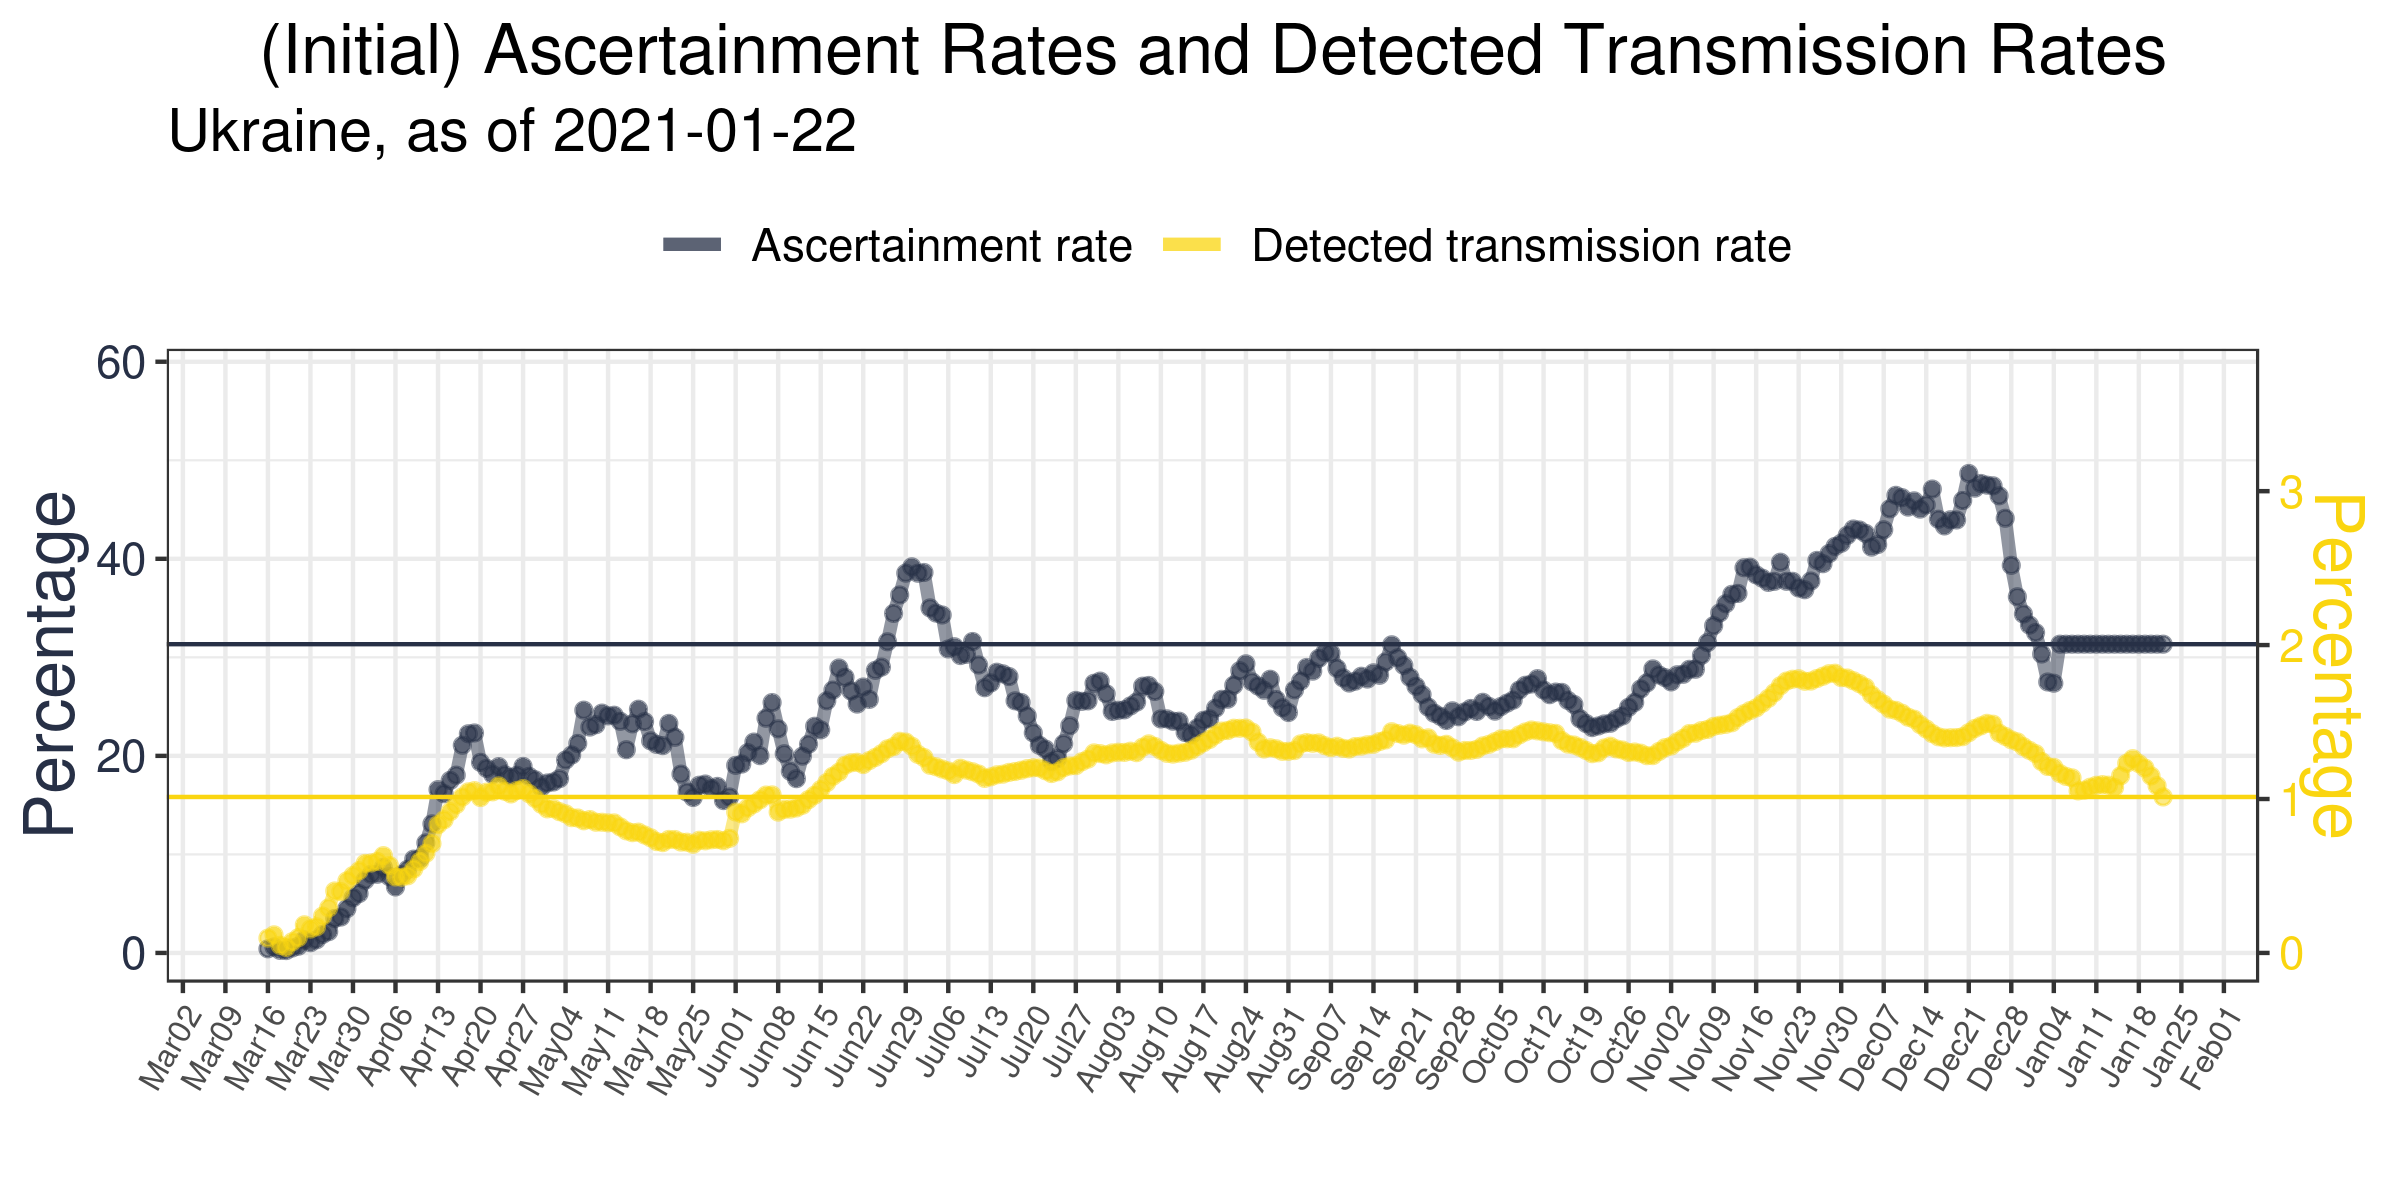 (Initial) Ascertainment Rates and Detected Transmission Rates
Ukraine, as of 2021-01-22
Ascertainment rate
Detected transmission rate
Percentage
60
40
20
0
3
2
1
0
Percentage
Mar02
Mar09
Mar16
Mar23
Mar30
Apr06
Apr13
Apr20
Apr27
May04
May11
May18
May25
Jun01
Jun08
Jun15
Jun22
Jun29
Jul06
Jul13
Jul20
Jul27
Aug03
Aug10
Aug17
Aug24
Aug31
Sep07
Sep14
Sep21
Sep28
Oct05
Oct12
Oct19
Oct26
Nov02
Nov09
Nov16
Nov23
Nov30
Dec07
Dec14
Dec21
Dec28
Jan04
Jan11
Jan18
Jan25
Feb01